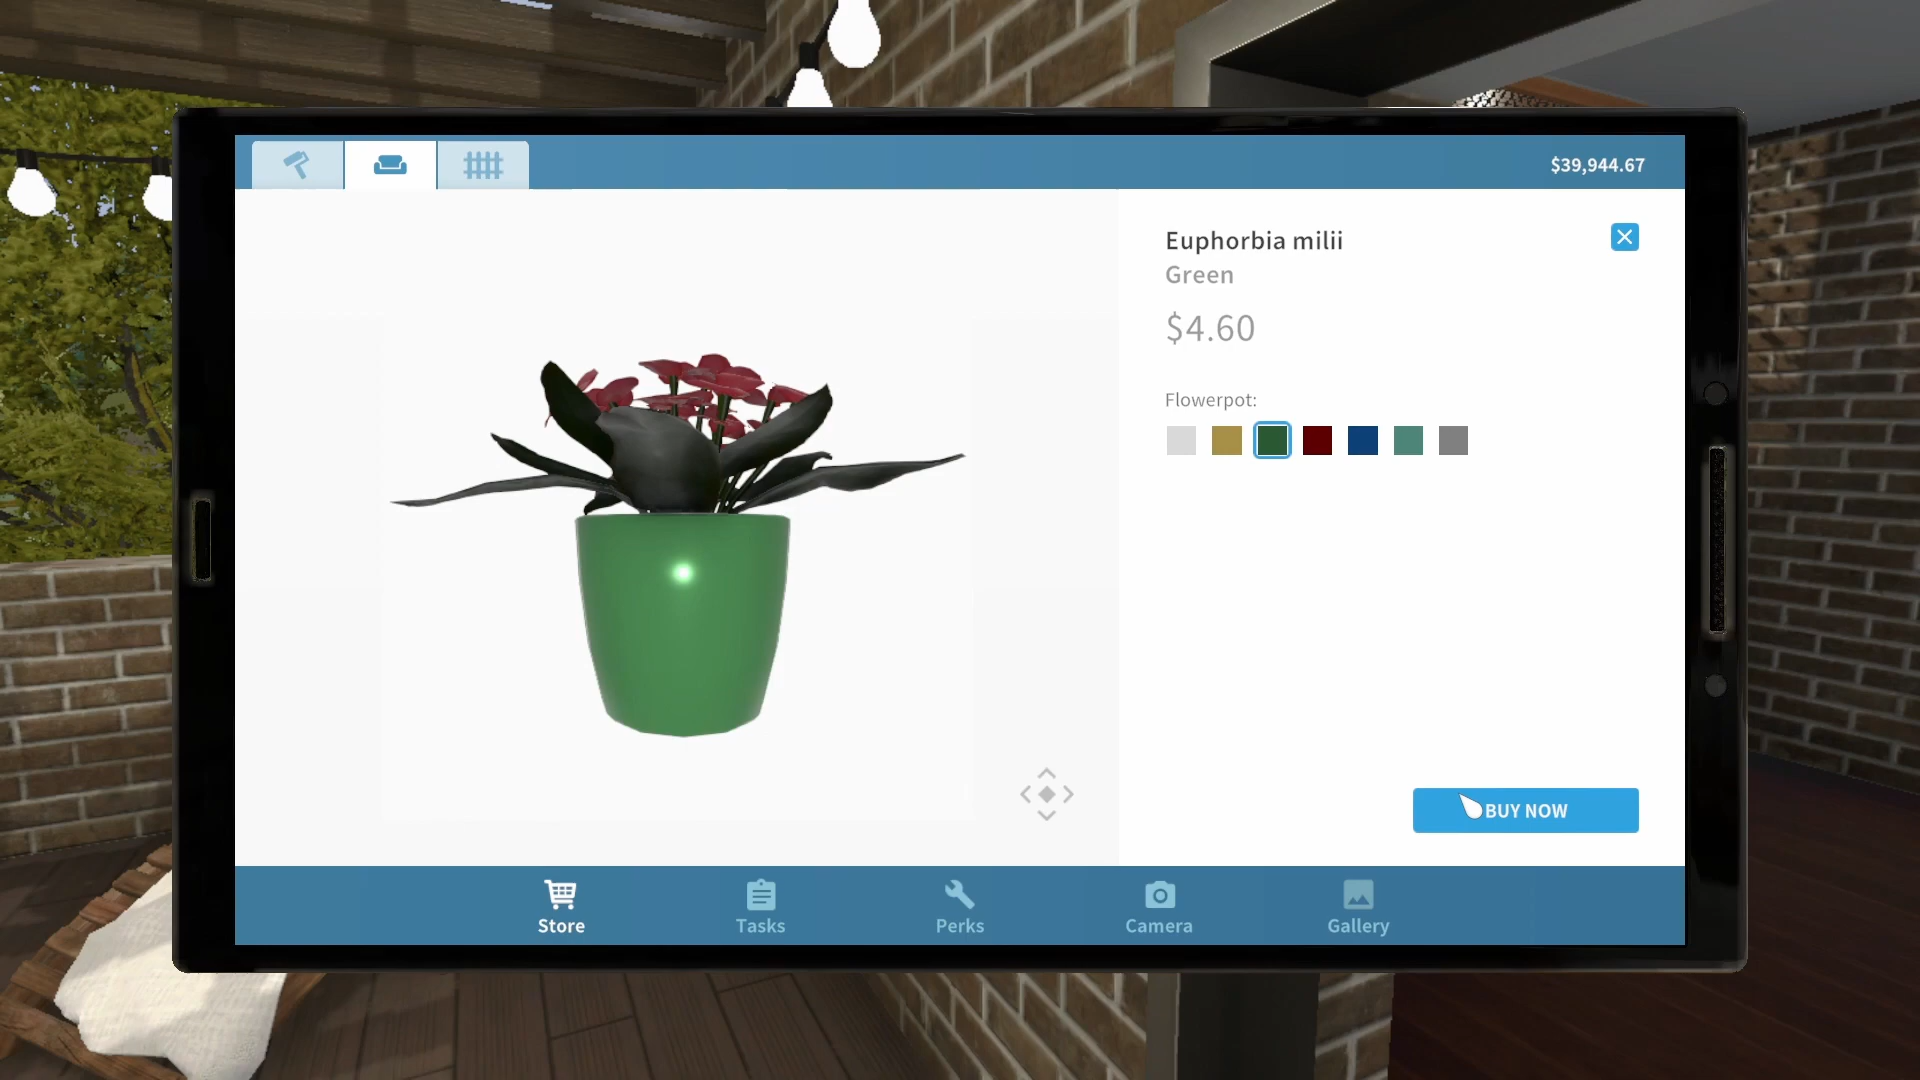 $39,944.67
Euphorbia milii
Green
$4.60
Flowerpot:
BUY NOW
Store
Tasks
Perks
Camera
Gallery